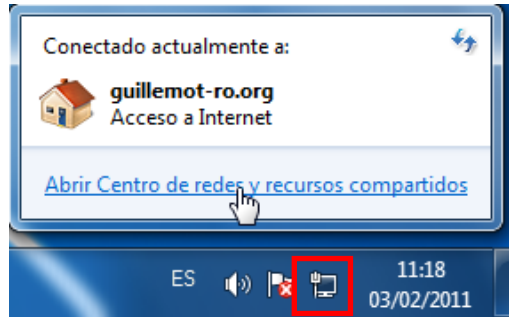 Conectado actualmente a:
guillemot-ro.org
Acceso a Internet
Abrir Centro de redes y recursos compartidos
ES
11:18
03/02/2011